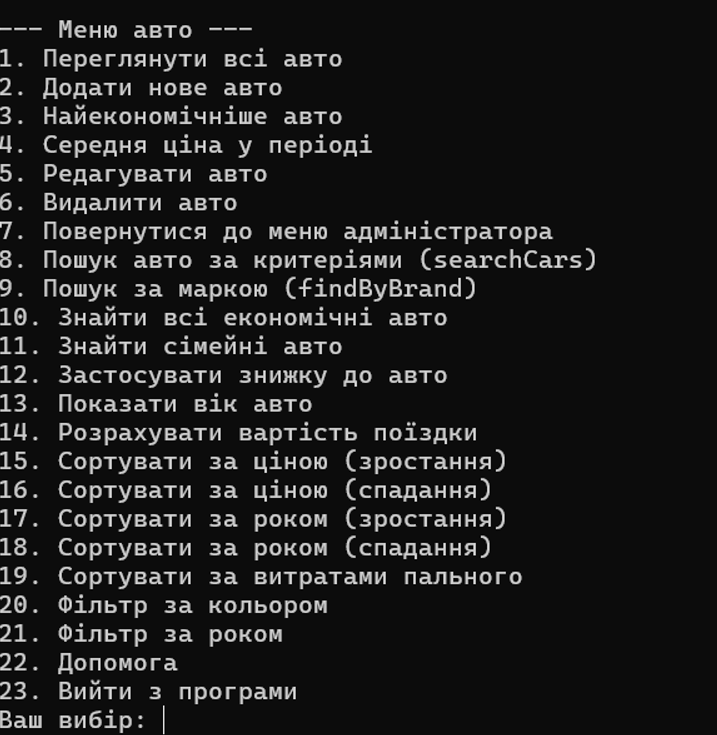 --- Меню авто ---
1. Переглянути всі авто
2. Додати нове авто
3. Найекономічніше авто
4. Середня ціна у періоді
5. Редагувати авто
6. Видалити авто
7. Повернутися до меню адміністратора
8. Пошук авто за критеріями (searchCars)
9. Пошук за маркою (findByBrand)
10. Знайти всі економічні авто
11. Знайти сімейні авто
12. Застосувати знижку до авто
13. Показати вік авто
14. Розрахувати вартість поїздки
15. Сортувати за ціною (зростання)
16. Сортувати за ціною (спадання)
17. Сортувати за роком (зростання)
18. Сортувати за роком (спадання)
19. Сортувати за витратами пального
20. Фільтр за кольором
21. Фільтр за роком
22. Допомога
23. Вийти з програми
Ваш вибір: